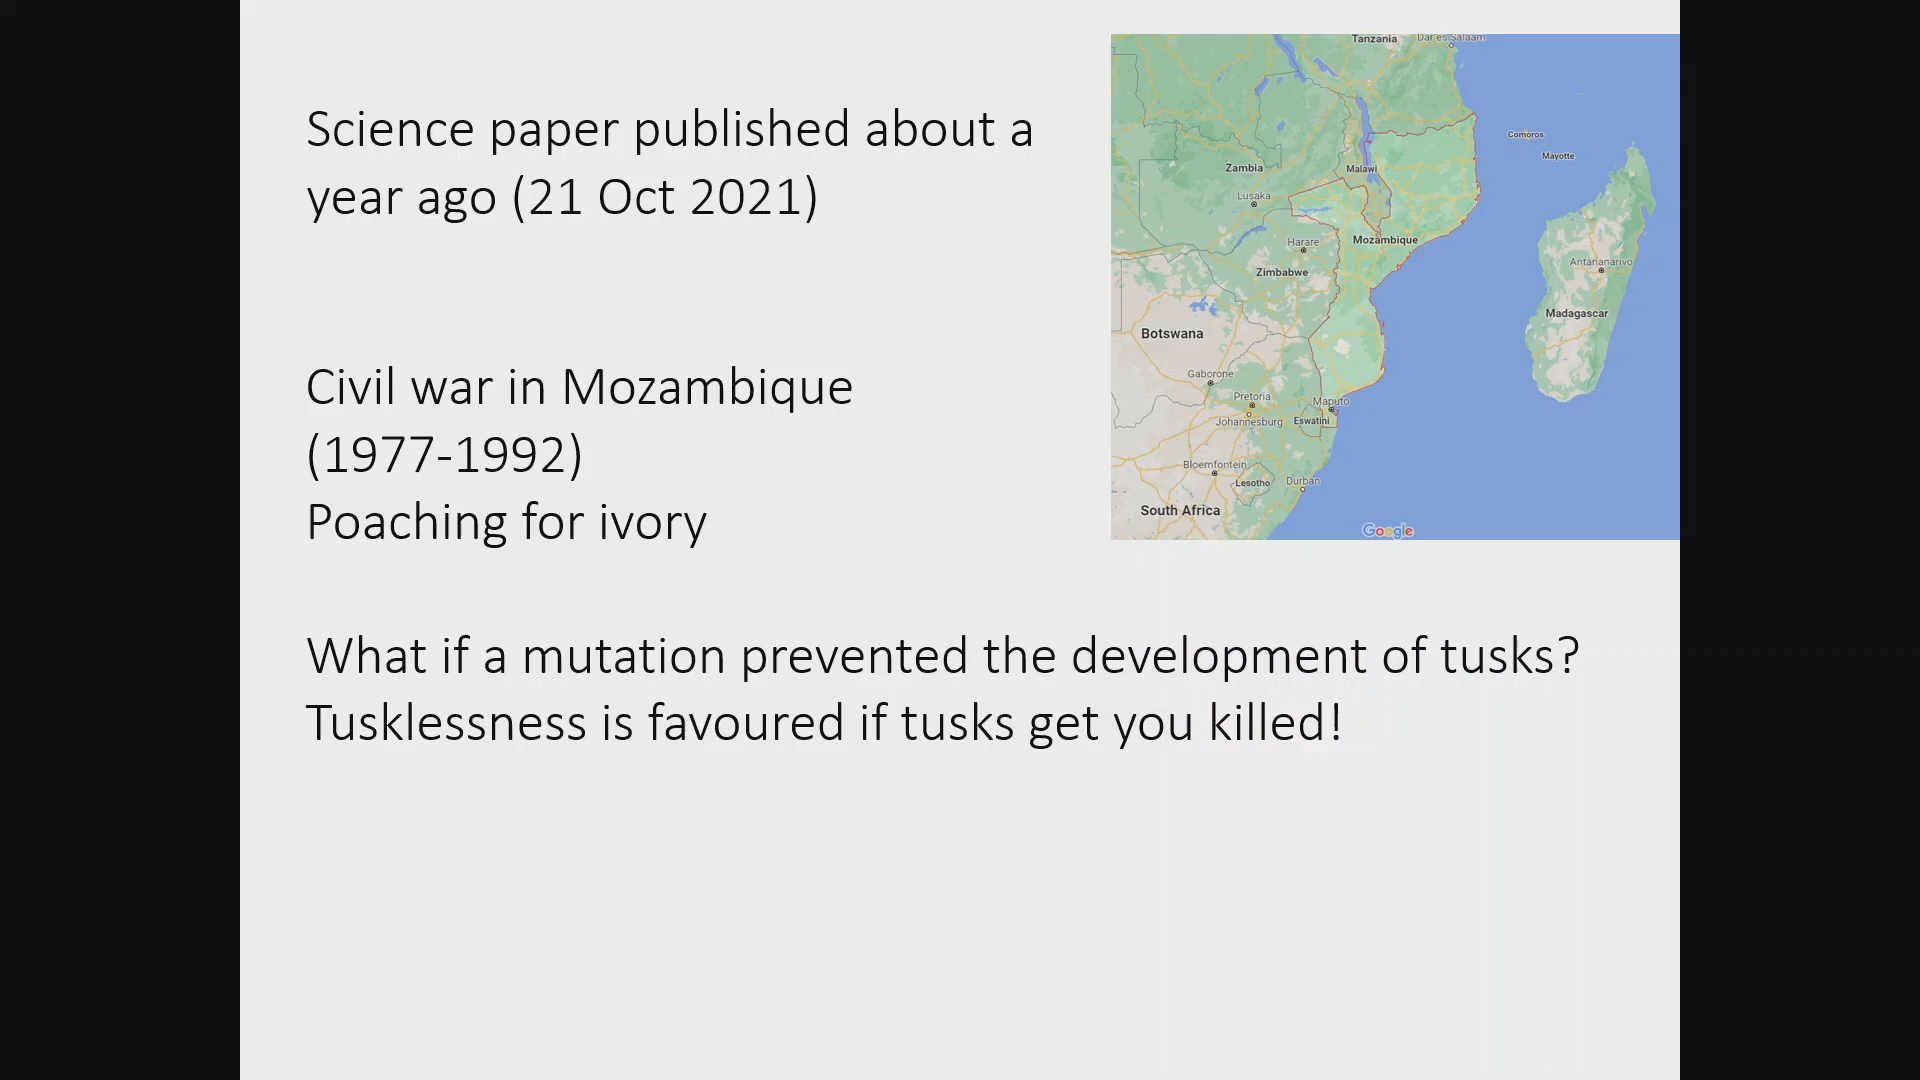 Science paper published about a
year ago (21 Oct 2021)
Civil war in Mozambique
(1977-1992)
Poaching for ivory
What if a mutation prevented the development of tusks?
Tusklessness is favoured if tusks get you killed!
Tanzania
Dar es Salaam
Comoros
Mayotte
Zambia
Malawi
Lusaka
Harare
Mozambique
Zimbabwe
Antananarivo
Madagascar
Botswana
Gaborone
Pretoria
Maputo
Johannesburg
Eswatini
Bloemfontein
Lesotho
Durban
South Africa
Google